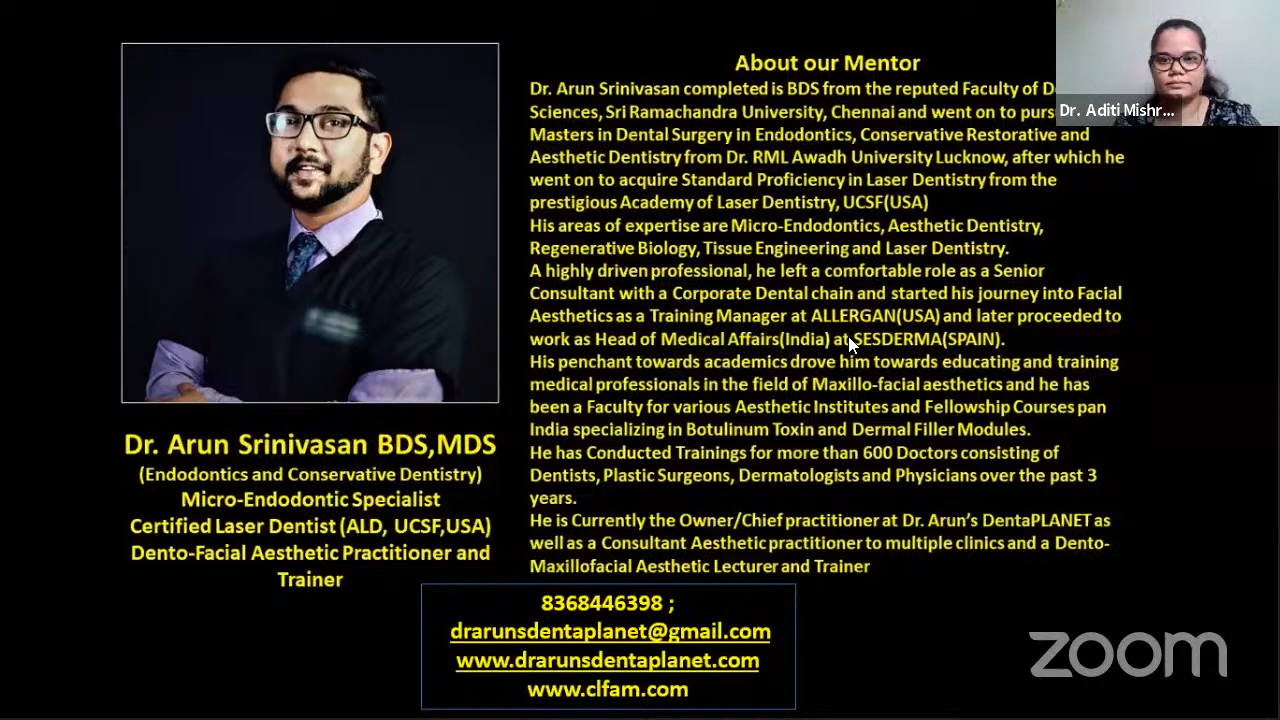 About our Mentor
Dr. Arun Srinivasan completed is BDS from the reputed Faculty of
Sciences, Sri Ramachandra University, Chennai and went on to
Masters in Dental Surgery in Endodontics, Conservative Restorative and
Aesthetic Dentistry from Dr. RML Awadh University Lucknow, after which he
went on to acquire Standard Proficiency in Laser Dentistry from the
prestigious Academy of Laser Dentistry, UCSF(USA)
His areas of expertise are Micro-Endodontics, Aesthetic Dentistry,
Regenerative Biology, Tissue Engineering and Laser Dentistry.
A highly driven professional, he left a comfortable role as a Senior
Consultant with a Corporate Dental chain and started his journey into Facial
Aesthetics as a Training Manager at ALLERGAN(USA) and later proceeded to
work as Head of Medical Affairs(India) at SESDERMA(SPAIN).
His penchant towards academics drove him towards educating and training
medical professionals in the field of Maxillo-facial aesthetics and he has
been a Faculty for various Aesthetic Institutes and Fellowship Courses pan
India specializing in Botulinum Toxin and Dermal Filler Modules.
He has Conducted Trainings for more than 600 Doctors consisting of
Dentists, Plastic Surgeons, Dermatologists and Physicians over the past 3
years.
He is Currently the Owner/Chief practitioner at Dr. Arun's DentaPLANET as
well as a Consultant Aesthetic practitioner to multiple clinics and a Dento-
Maxillofacial Aesthetic Lecturer and Trainer
Dr. Aditi Mishr...
Dr. Arun Srinivasan BDS,MDS
(Endodontics and Conservative Dentistry)
Micro-Endodontic Specialist
Certified Laser Dentist (ALD, UCSF,USA)
Dento-Facial Aesthetic Practitioner and
Trainer
8368446398 ;
drarunsdentaplanet@gmail.com
www.drarunsdentaplanet.com
www.clfam.com
zoom